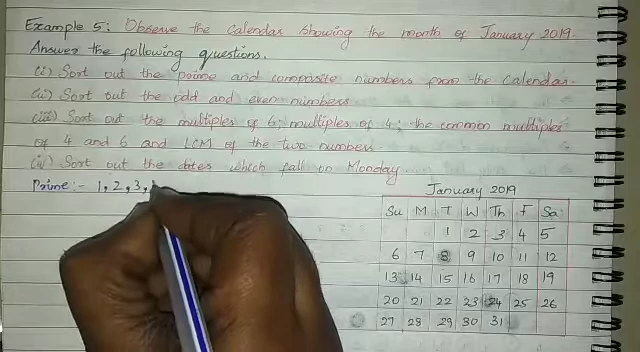 Example 5: Observe the Calendar showing the month of January 2019.
Answer the following questions.
(i) Sort out the prime and composite numbers from the calendar.
(ii) Sort out the odd and even numbers
(iii) Sort out the multiples of 6, multiples of 4, the common multiples
of 4 and 6 and LCM of the two numbers.
(iv) Sort out the dates which fall on Monday
Prime:- 1, 2, 3,
January 2019
Su M T W Th F Sa
1 2 3 4 5
6 7 8 9 10 11 12
13 14 15 16 17 18 19
20 21 22 23 24 25 26
27 28 29 30 31